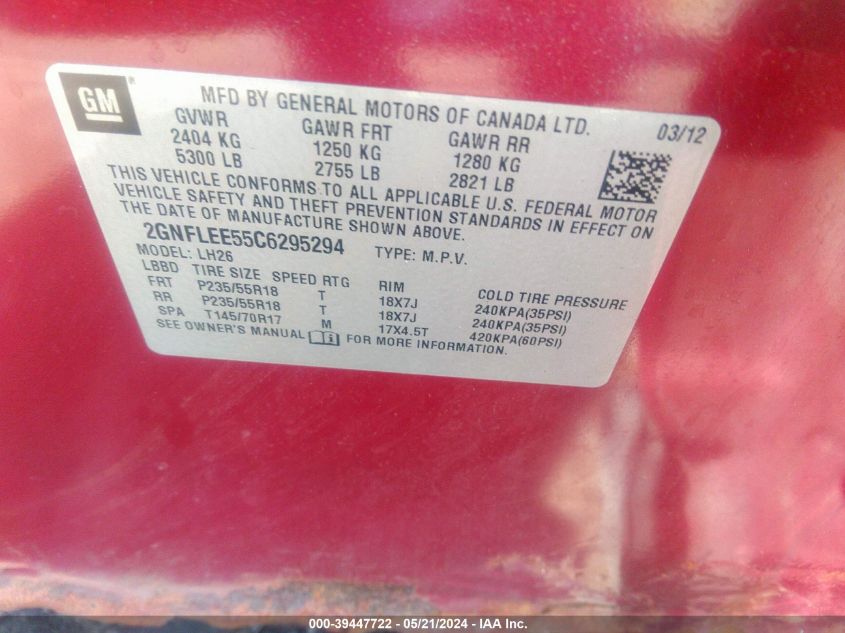 GM ®
MFD BY GENERAL MOTORS OF CANADA LTD. 03/12
GVWR GAWR FRT GAWR RR
2404 KG 1250 KG 1280 KG
5300 LB 2755 LB 2821 LB
THIS VEHICLE CONFORMS TO ALL APPLICABLE U.S. FEDERAL MOTOR
VEHICLE SAFETY AND THEFT PREVENTION STANDARDS IN EFFECT ON
THE DATE OF MANUFACTURE SHOWN ABOVE.
2GNFLEE55C6295294 TYPE: M.P.V.
MODEL: LH26
LBBD TIRE SIZE SPEED RTG RIM COLD TIRE PRESSURE
FRT P235/55R18 T 18X7J 240KPA(35PSI)
RR P235/55R18 T 18X7J 240KPA(35PSI)
SPA T145/70R17 M 17X4.5T 420KPA(60PSI)
SEE OWNER'S MANUAL FOR MORE INFORMATION.
000-39447722 - 05/21/2024 - IAA Inc.